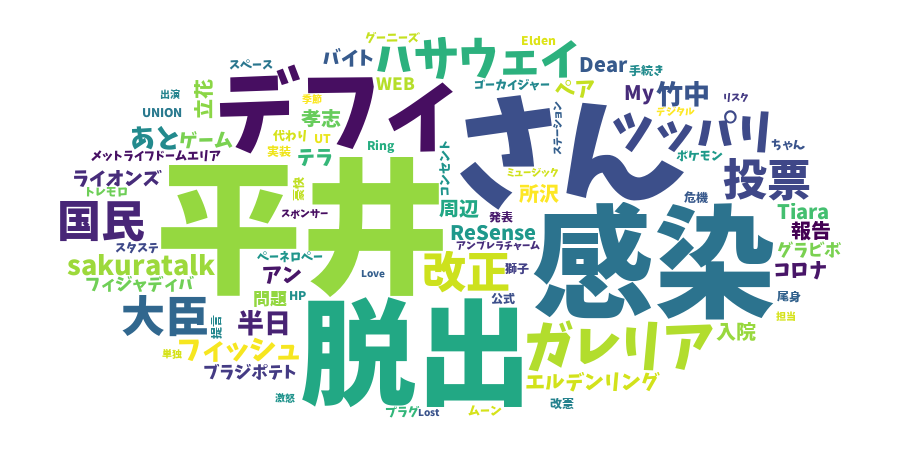 グーニーズ
Elden
スペース
バイト
ハサウェイ
Dear
手続き
出演
立花
デフィ
季節
WEB
ゴーカイジャー
ペア
My
竹中
リスク
UNION
あと
ゲーム
孝志
代わり
UT
さん
ステーション
デジタル
ツッパリ
ちゃん
メットライフドームエリア
実装
テラ
Ring
コンセント
ポケモン
ライオンズ
トレモロ
平井
豪快
ミュージック
所沢
投票
国民
スポンサー
周辺
発表
感染
危機
Tiara
スタステ
ReSense
報告
sakuratalk
ペーネロペー
アンブレラチャーム
グラビボ
フィジャディバ
アン
Love
改正
獅子
コロナ
問題
HP
公式
尾身
大臣
提言
半日
脱出
ガレリア
入院
担当
単独
フィッシュ
ブラジポテト
エルデンリング
激怒
プラグ
Lost
ムーン
改憲